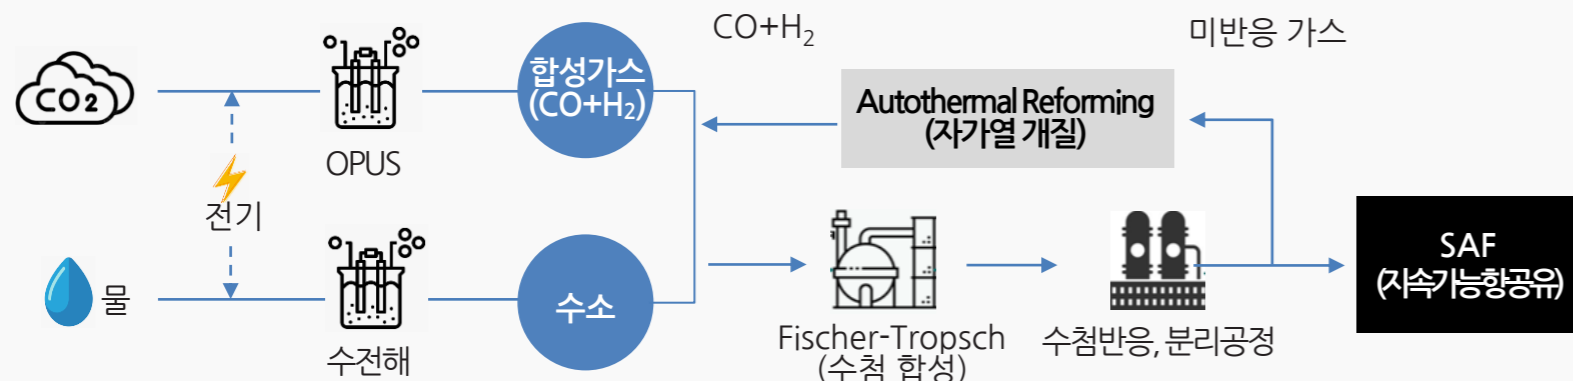 CO+H₂
미반응 가스
CO2
합성가스
(CO+H₂)
Autothermal Reforming
(자가열 개질)
OPUS
전기
물
수전해
수소
Fischer-Tropsch
(수첨 합성)
수첨반응, 분리공정
SAF
(지속가능항공유)